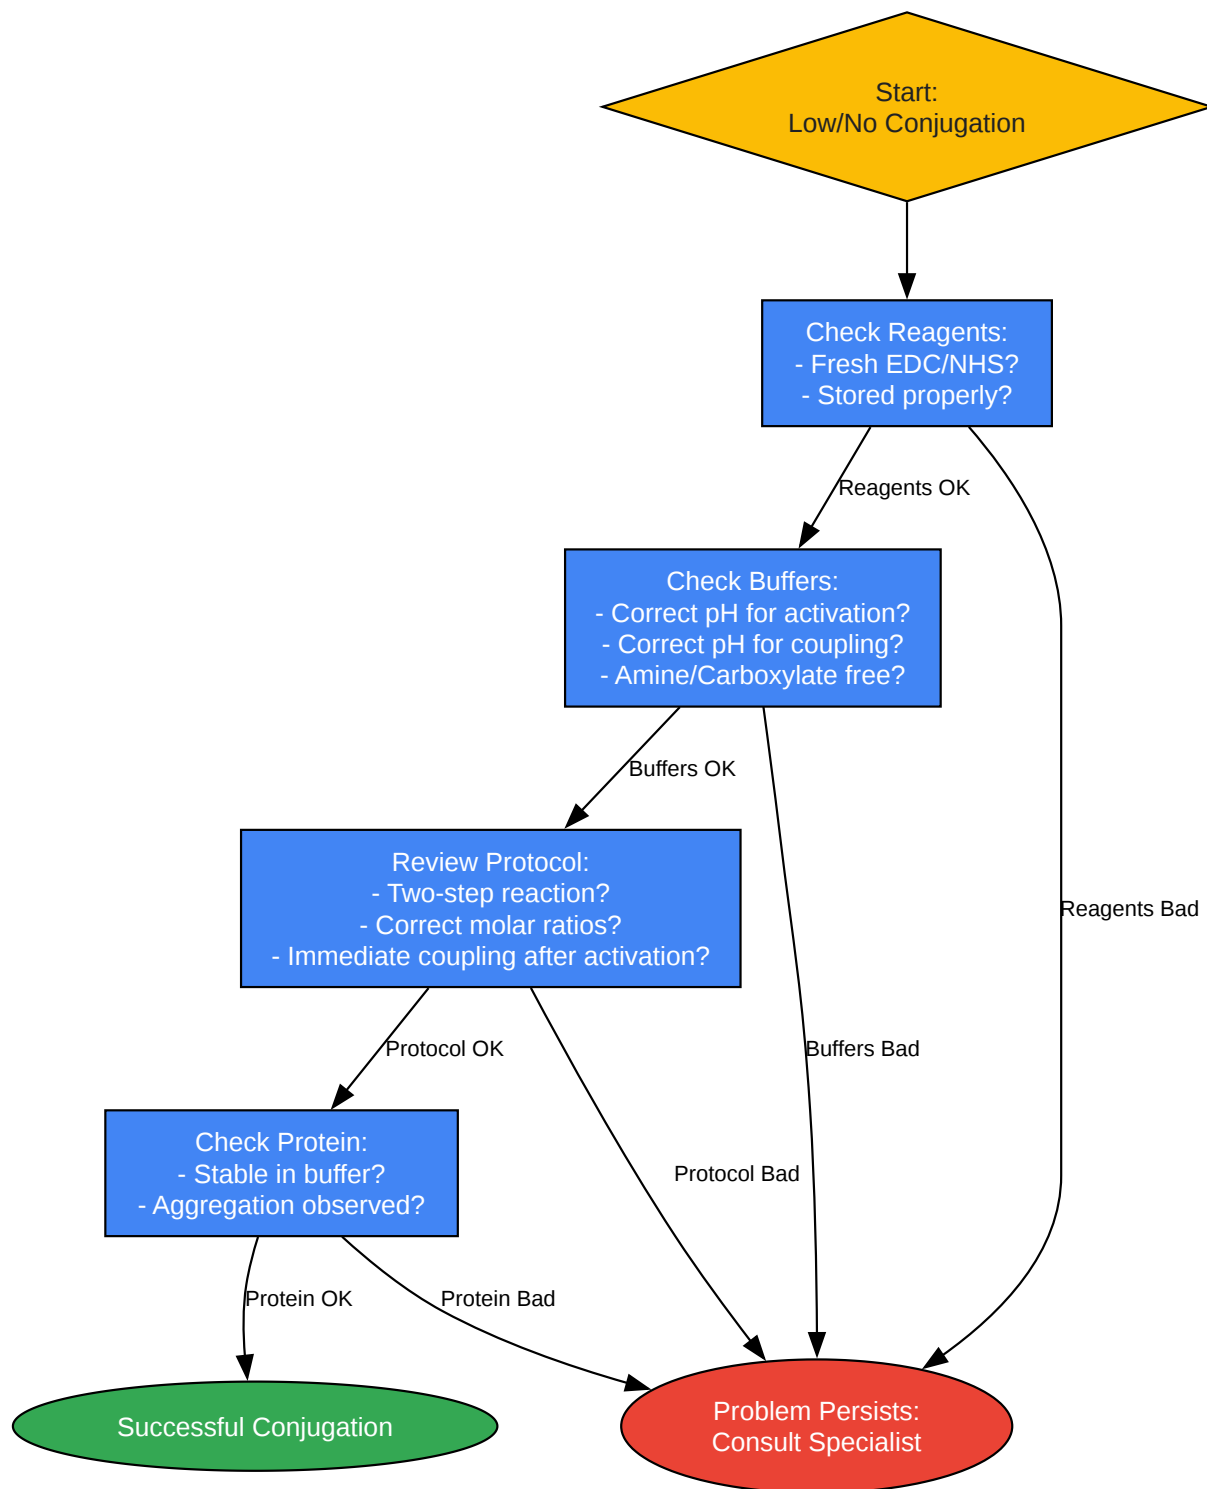 Start:
Low/No Conjugation
Check Reagents:
- Fresh EDC/NHS?
- Stored properly?
Reagents OK
Check Buffers:
- Correct pH for activation?
- Correct pH for coupling?
- Amine/Carboxylate free?
Buffers OK
Review Protocol:
- Two-step reaction?
- Correct molar ratios?
- Immediate coupling after activation?
Reagents Bad
Protocol OK
Buffers Bad
Check Protein:
- Stable in buffer?
- Aggregation observed?
Protocol Bad
Protein OK
Protein Bad
Successful Conjugation
Problem Persists:
Consult Specialist